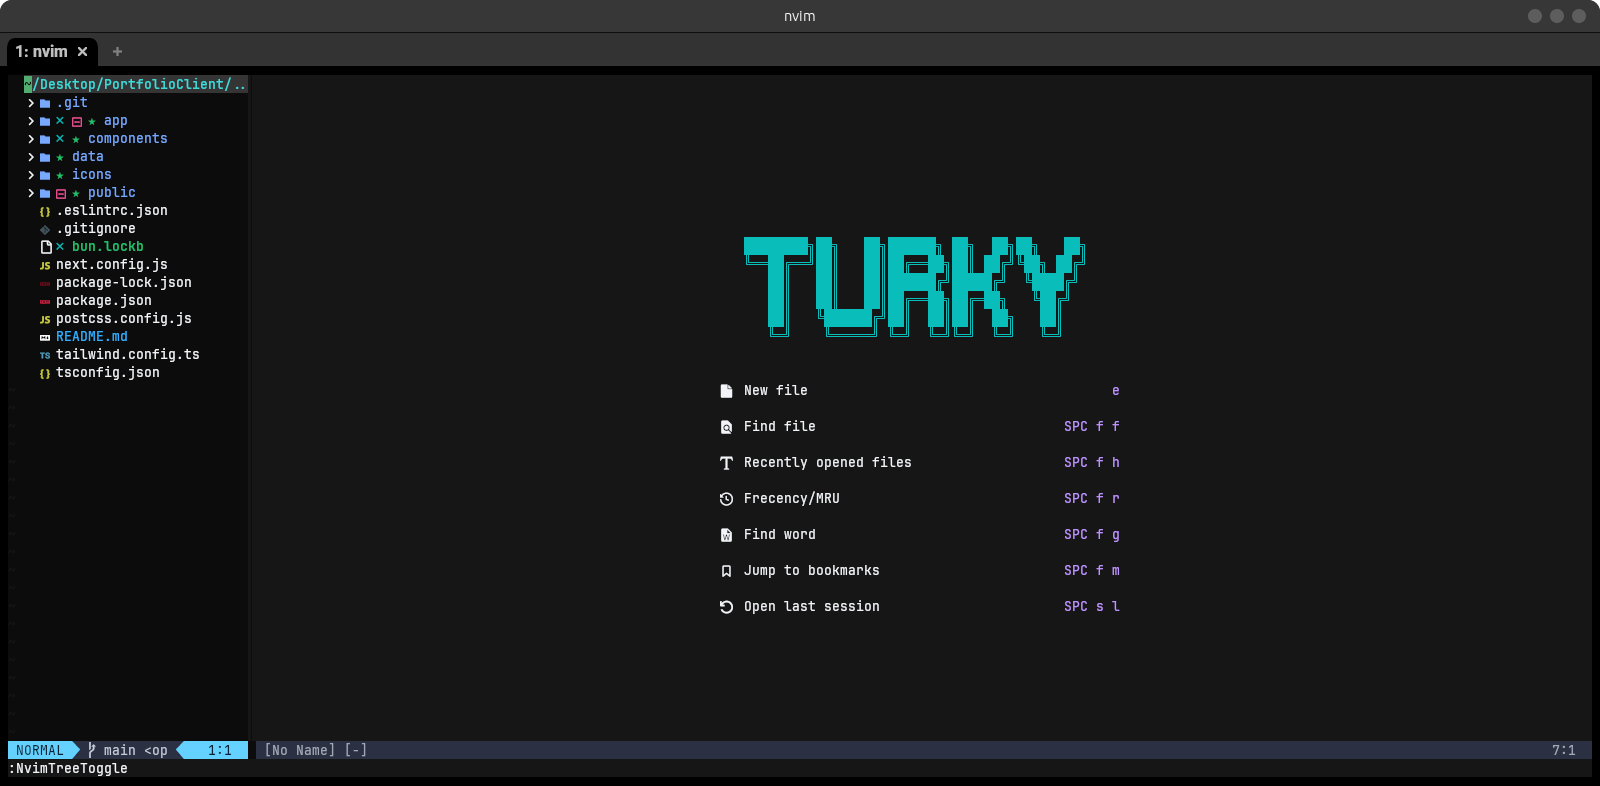 nvim
1: nvim × +
~/Desktop/PortfolioClient/..
.git
app
components
data
icons
public
{} .eslintrc.json
.gitignore
bun.lockb
JS next.config.js
package-lock.json
package.json
JS postcss.config.js
README.md
TS tailwind.config.ts
{} tsconfig.json
TURKY
New file e
Find file SPC f f
Recently opened files SPC f h
Frecency/MRU SPC f r
Find word SPC f g
Jump to bookmarks SPC f m
Open last session SPC s l
NORMAL main <op 1:1 [No Name] [-] 7:1
:NvimTreeToggle